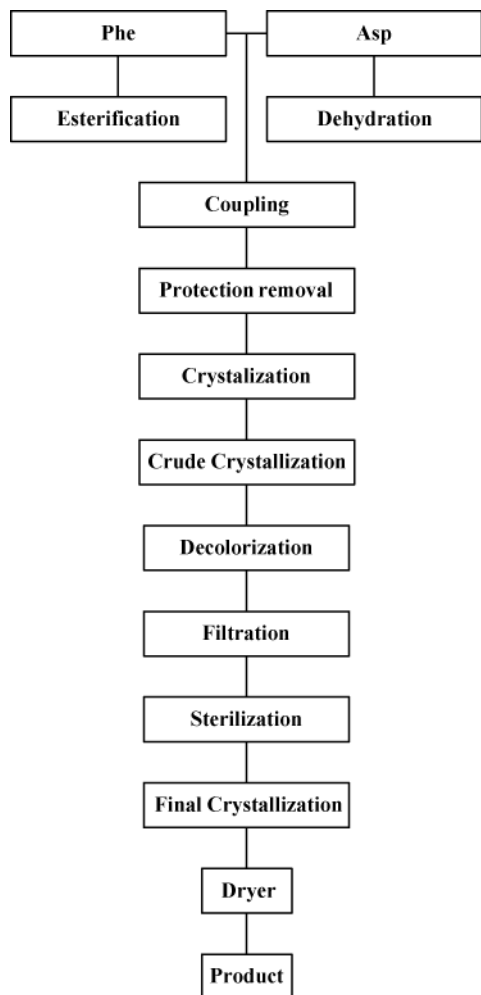 Phe
Asp
Esterification
Dehydration
Coupling
Protection removal
Crystalization
Crude Crystallization
Decolorization
Filtration
Sterilization
Final Crystallization
Dryer
Product